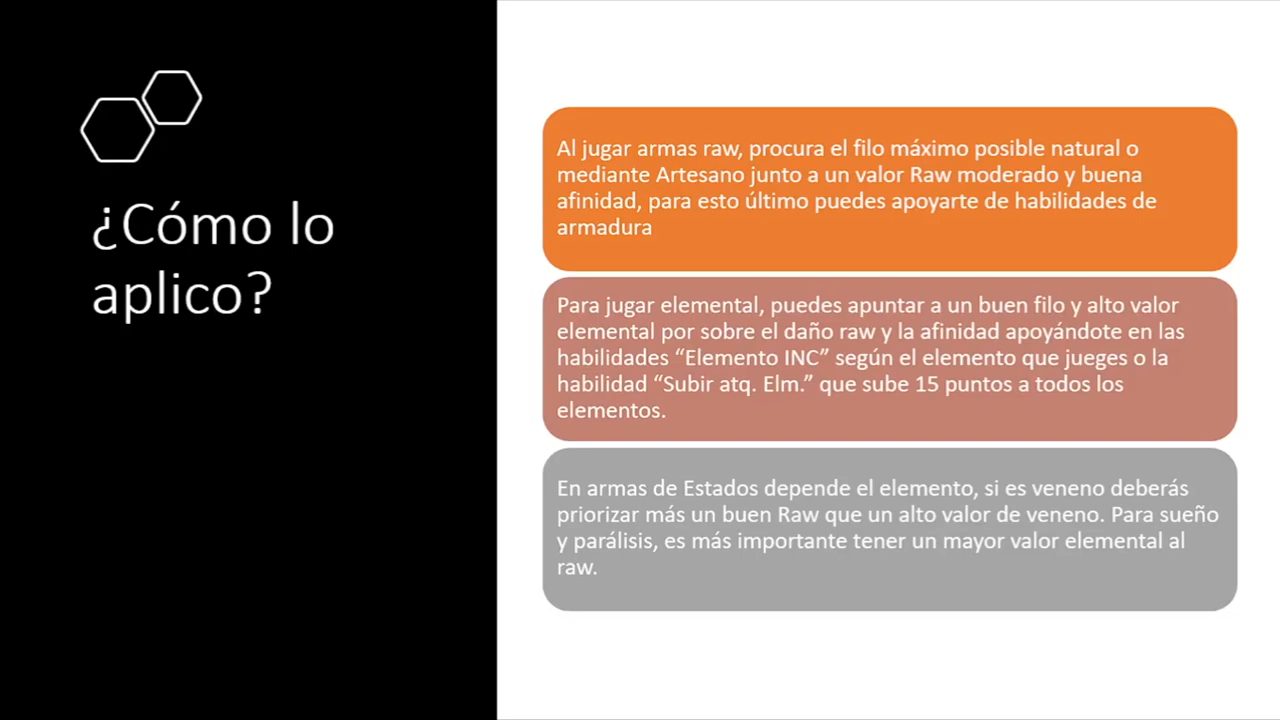 ¿Cómo lo
aplico?
Al jugar armas raw, procura el filo máximo posible natural o
mediante Artesano junto a un valor Raw moderado y buena
afinidad, para esto último puedes apoyarte de habilidades de
armadura
Para jugar elemental, puedes apuntar a un buen filo y alto valor
elemental por sobre el daño raw y la afinidad apoyándote en las
habilidades “Elemento INC” según el elemento que jueges o la
habilidad “Subir atq. Elm.” que sube 15 puntos a todos los
elementos.
En armas de Estados depende el elemento, si es veneno deberás
priorizar más un buen Raw que un alto valor de veneno. Para sueño
y parálisis, es más importante tener un mayor valor elemental al
raw.